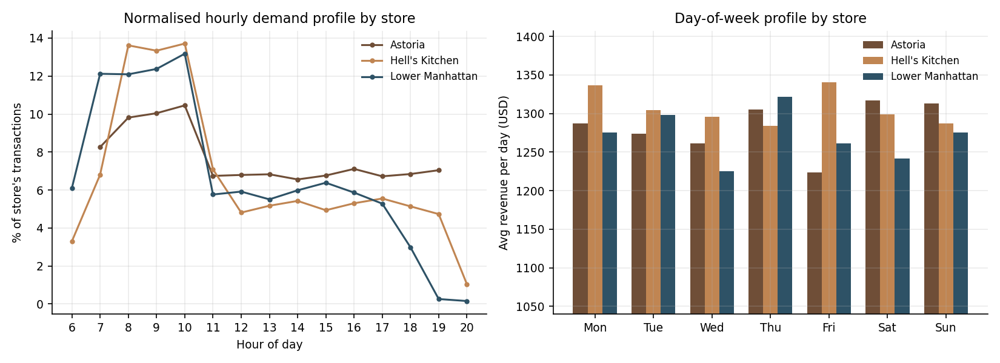 Normalised hourly demand profile by store
14
12
10
8
6
4
2
0
% of store's transactions
6 7 8 9 10 11 12 13 14 15 16 17 18 19 20
Hour of day
Astoria
Hell's Kitchen
Lower Manhattan
Day-of-week profile by store
1400
1350
1300
1250
1200
1150
1100
1050
Avg revenue per day (USD)
Mon Tue Wed Thu Fri Sat Sun
Astoria
Hell's Kitchen
Lower Manhattan